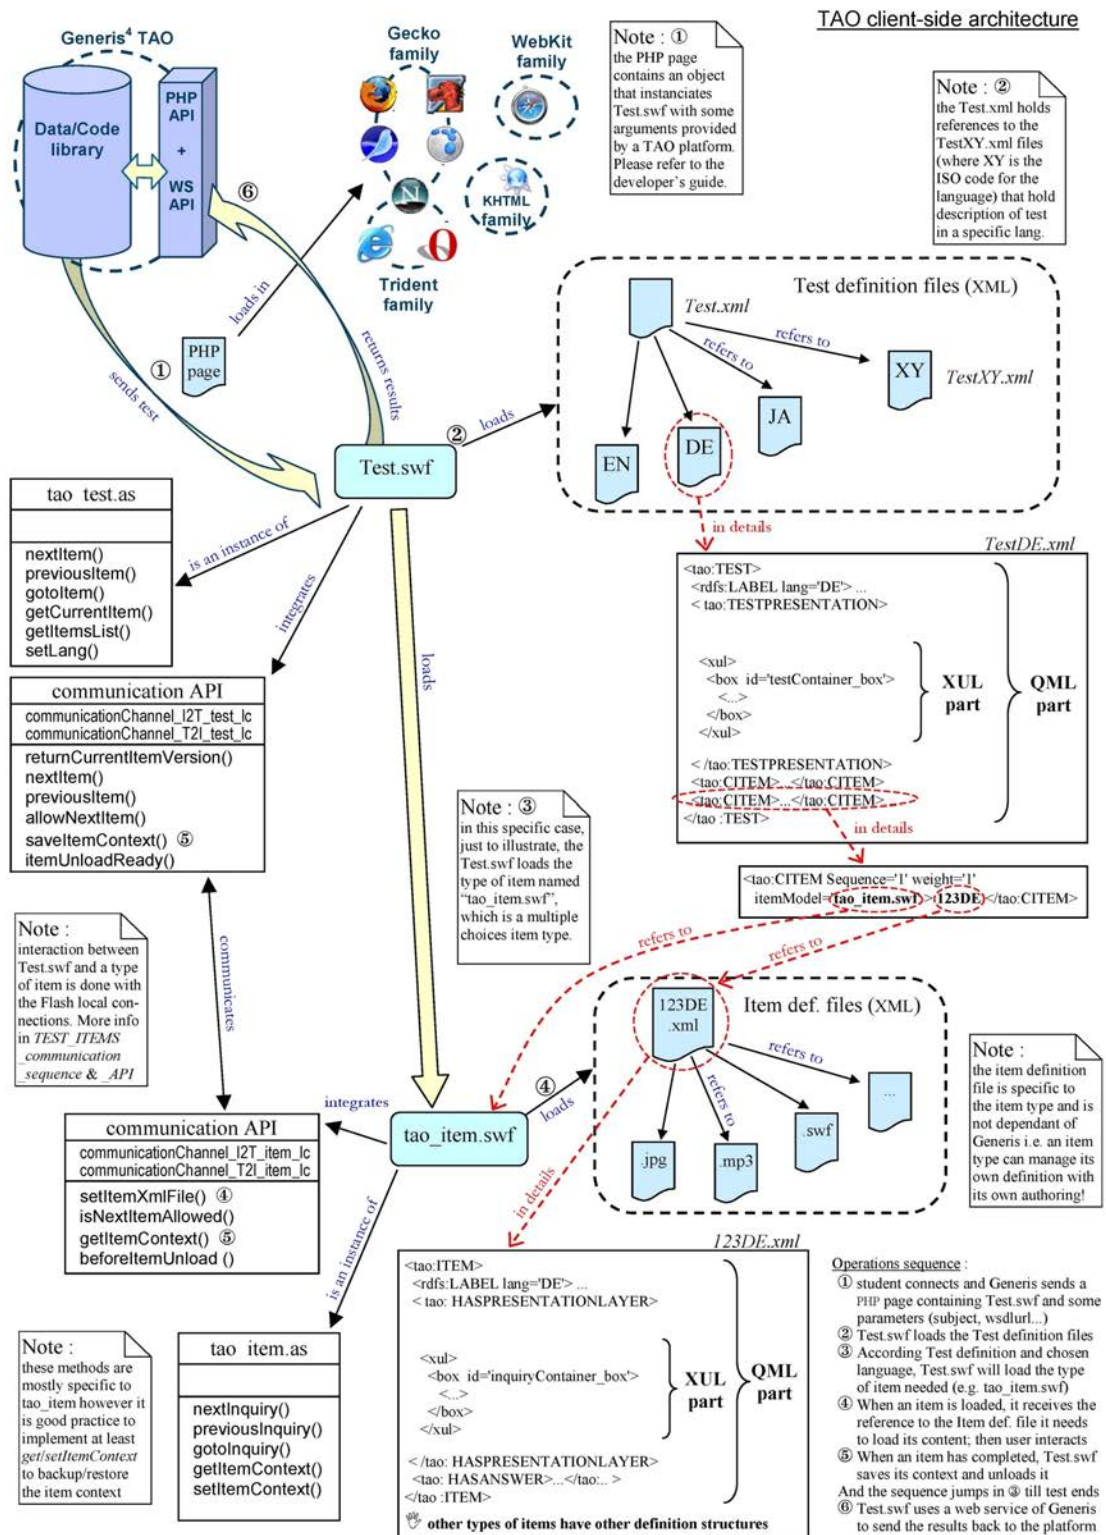 TAO client-side architecture
Generis⁴ TAO
Data/Code
library
PHP
API
+
WS
API
Gecko
family
WebKit
family
KHTML
family
Trident
family
Note : ①
the PHP page
contains an object
that instanciates
Test.swf with some
arguments provided
by a TAO platform.
Please refer to the
developer`s guide.
Note : ②
the Test.xml holds
references to the
TestXY.xml files
(where XY is the
ISO code for the
language) that hold
description of test
in a specific lang.
⑥
①
sends test
PHP
page
loads in
returns results
Test.swf
②
loads
Test definition files (XML)
Test.xml
refers to
refers to
XY
TestXY.xml
JA
DE
EN
in details
tao_test.as
nextItem()
previousItem()
gotoItem()
getCurrentItem()
getItemsList()
setLang()
is an instance of
integrates
loads
communication API
communicationChannel_I2T_test_lc
communicationChannel_T2I_test_lc
returnCurrentItemVersion()
nextItem()
previousItem()
allowNextItem()
saveItemContext() ⑤
itemUnloadReady()
TestDE.xml
<tao:TEST>
<rdfs:LABEL lang='DE'> ...
< tao:TESTPRESENTATION>
<xul>
<box id='testContainer_box'>
<...>
</box>
</xul>
XUL
part
QML
part
</tao:TESTPRESENTATION>
<tao:CITEM>...</tao:CITEM>
<tao:CITEM>...</tao:CITEM>
</tao :TEST>
in details
<tao:CITEM Sequence='1' weight='1'
itemModel='tao_item.swf' >123DE</tao:CITEM>
refers to
refers to
Note : ③
in this specific case,
just to illustrate, the
Test.swf loads the
type of item named
“tao_item.swf”,
which is a multiple
choices item type.
Note :
interaction between
Test.swf and a type
of item is done with
the Flash local con-
nections. More info
in TEST_ITEMS
_communication
_sequence & _API
communicates
Item def. files (XML)
123DE
.xml
refers to
refers to
...
.swf
.mp3
.jpg
Note :
the item definition
file is specific to
the item type and is
not dependant of
Generis i.e. an item
type can manage its
own definition with
its own authoring!
tao_item.swf
④
loads
integrates
in details
is an instance of
communication API
communicationChannel_I2T_item_lc
communicationChannel_T2I_item_lc
setItemXmlFile() ④
isNextItemAllowed()
getItemContext() ⑤
beforeItemUnload ()
Note :
these methods are
mostly specific to
tao_item however it
is good practice to
implement at least
get/setItemContext
to backup/restore
the item context
tao_item.as
nextInquiry()
previousInquiry()
gotoInquiry()
getItemContext()
setItemContext()
123DE.xml
<tao:ITEM>
<rdfs:LABEL lang='DE'> ...
< tao: HASPRESENTATIONLAYER>
<xul>
<box id='inquiryContainer_box'>
<...>
</box>
</xul>
XUL
part
QML
part
</tao: HASPRESENTATIONLAYER>
<tao: HASANSWER>...</tao:.. >
</tao :ITEM>
other types of items have other definition structures
Operations sequence :
① student connects and Generis sends a
PHP page containing Test.swf and some
parameters (subject, wsdlurl...)
② Test.swf loads the Test definition files
③ According Test definition and chosen
language, Test.swf will load the type
of item needed (e.g. tao_item.swf)
④ When an item is loaded, it receives the
reference to the Item def. file it needs
to load its content; then user interacts
⑤ When an item has completed, Test.swf
saves its context and unloads it
And the sequence jumps in ③ till test ends
⑥ Test.swf uses a web service of Generis
to send the results back to the platform